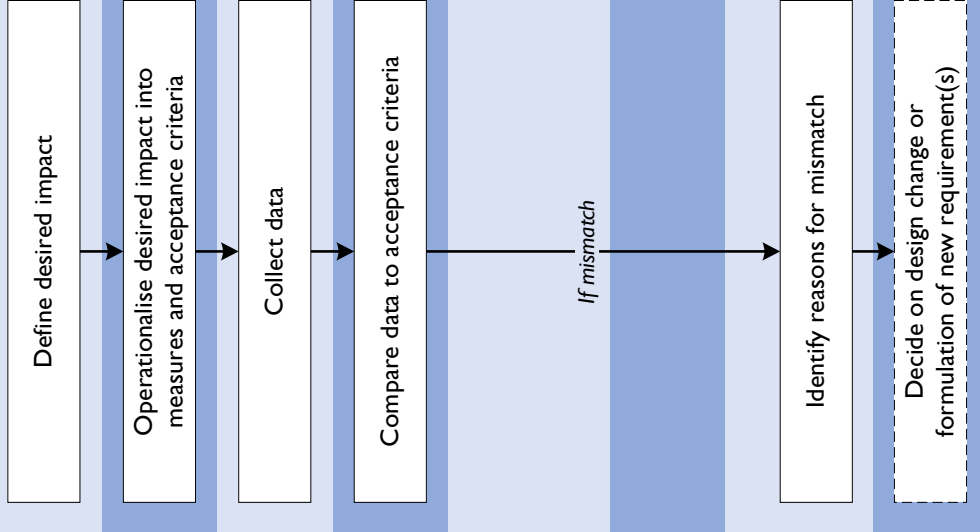 Define desired impact
Operationalise desired impact into
measures and acceptance criteria
Collect data
Compare data to acceptance criteria
If mismatch
Identify reasons for mismatch
Decide on design change or
formulation of new requirement(s)